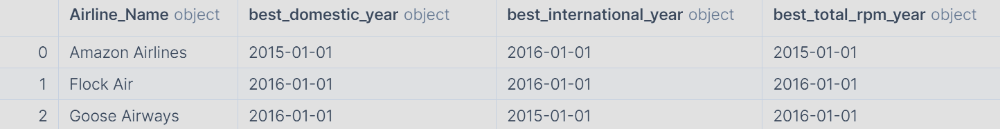 Airline_Name object best_domestic_year object best_international_year object best_total_rpm_year object
0 Amazon Airlines 2015-01-01 2016-01-01 2015-01-01
1 Flock Air 2016-01-01 2016-01-01 2016-01-01
2 Goose Airways 2016-01-01 2015-01-01 2016-01-01